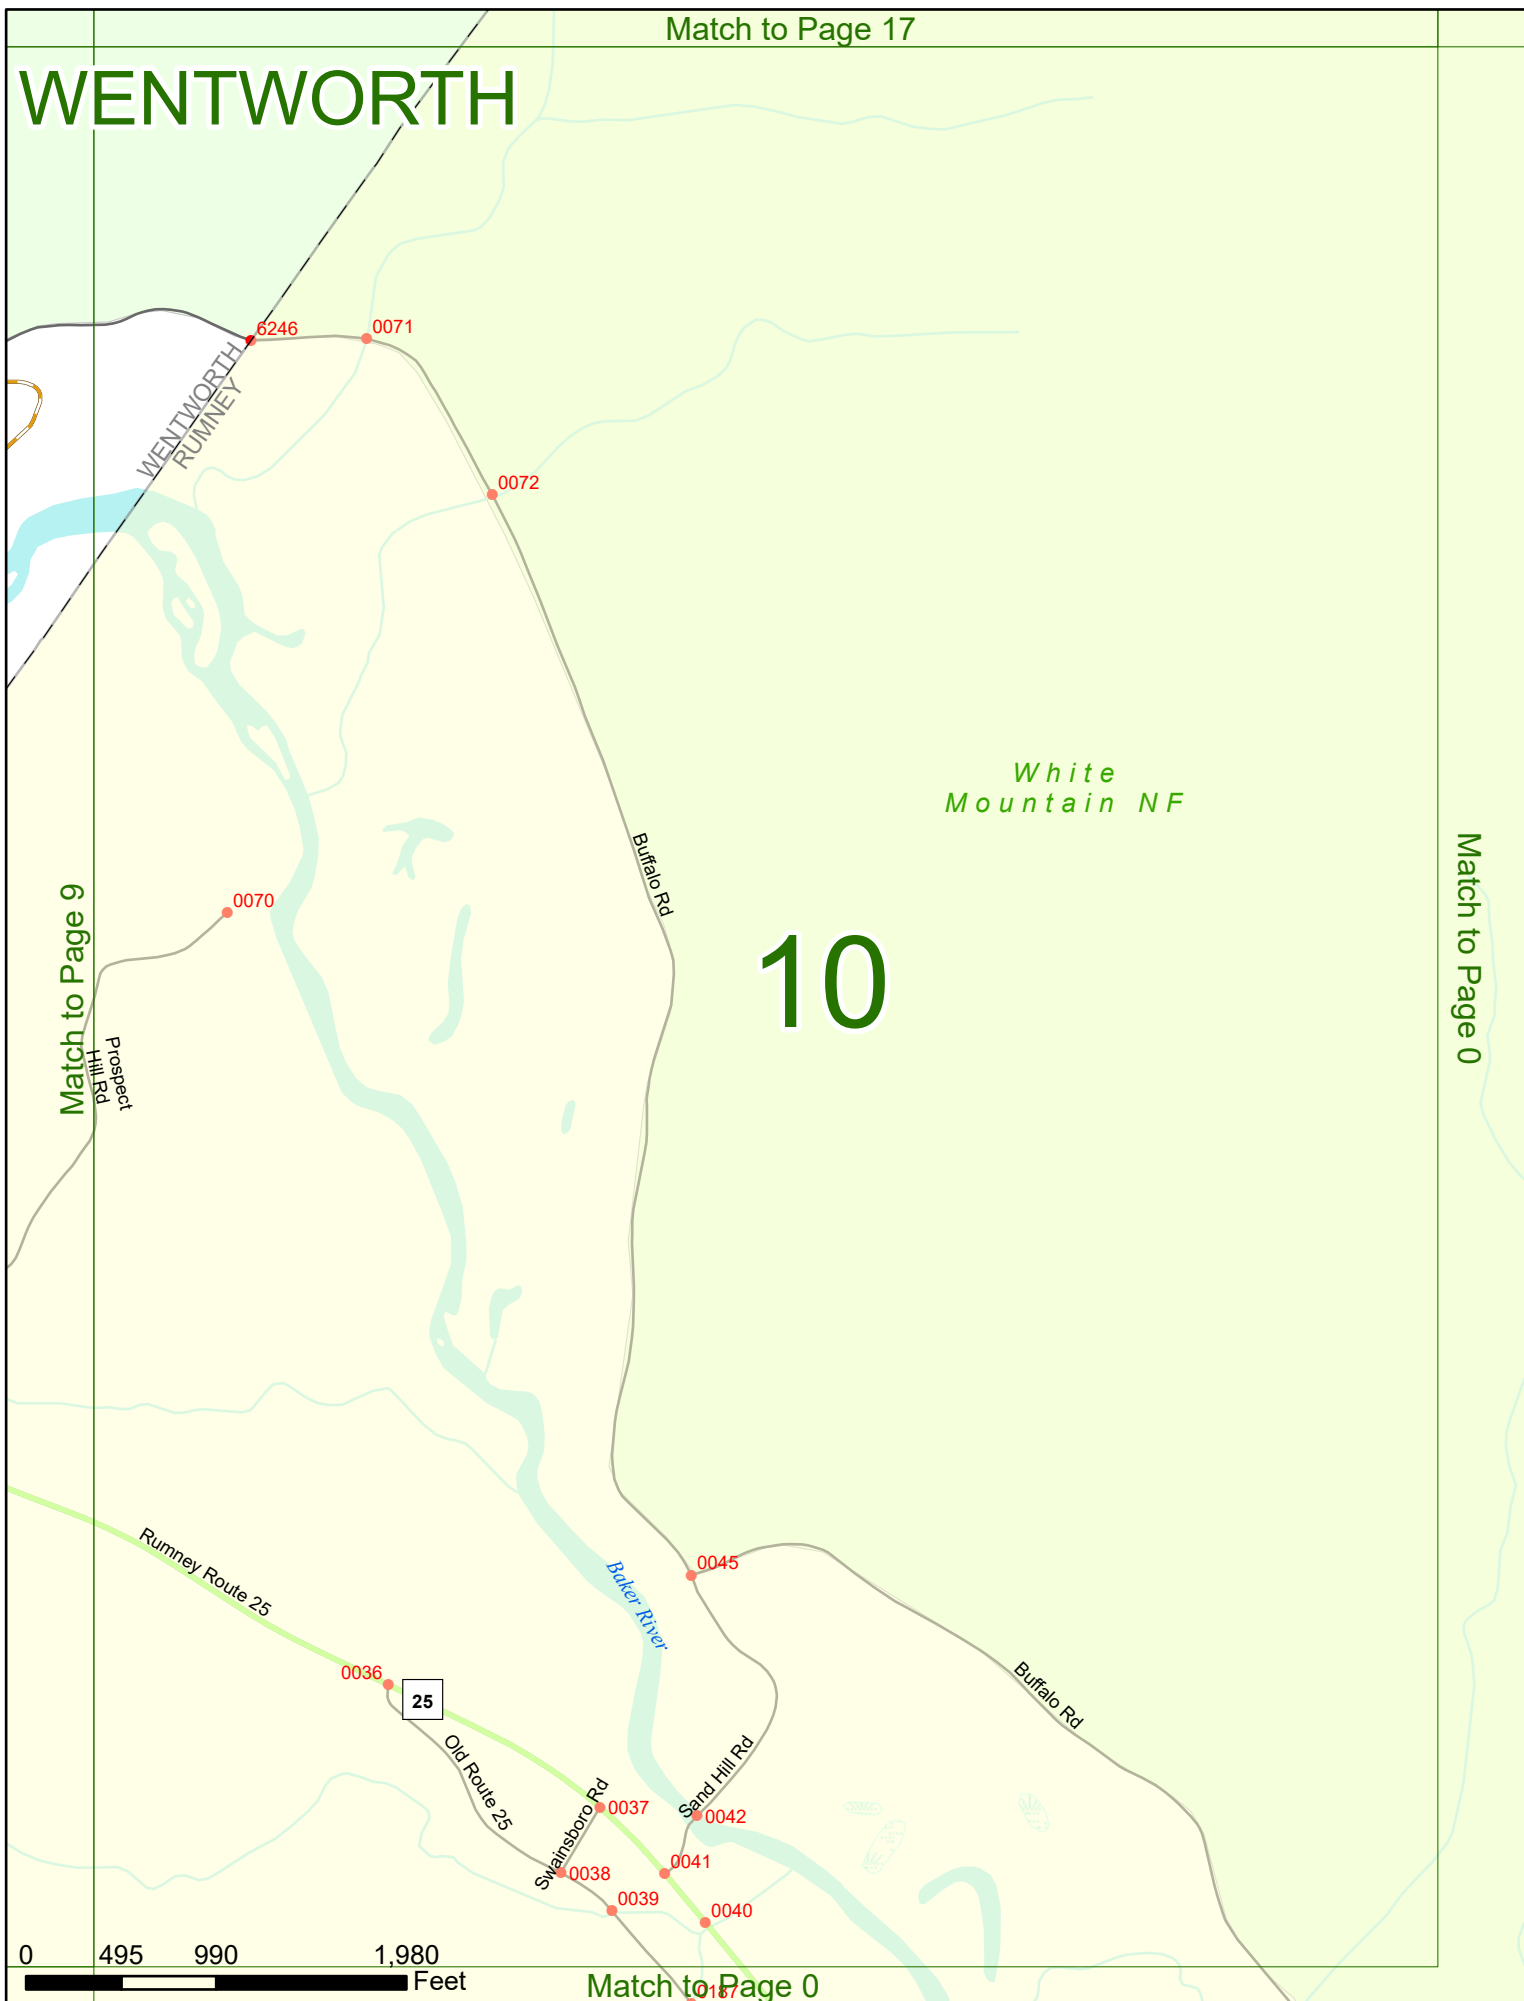 Match to Page 17
WENTWORTH
6246
0071
WENTWORTH
RUMNEY
0072
White
Mountain NF
Buffalo Rd
Match to Page 9
0070
10
Match to Page 0
Prospect
Hill Rd
Rumney Route 25
Baker River
0045
0036
25
Buffalo Rd
Old Route 25
Sand Hill Rd
Swainsboro Rd
0037
0042
0038
0041
0039
0040
0 495 990 1,980
Feet
Match to Page 0
0187